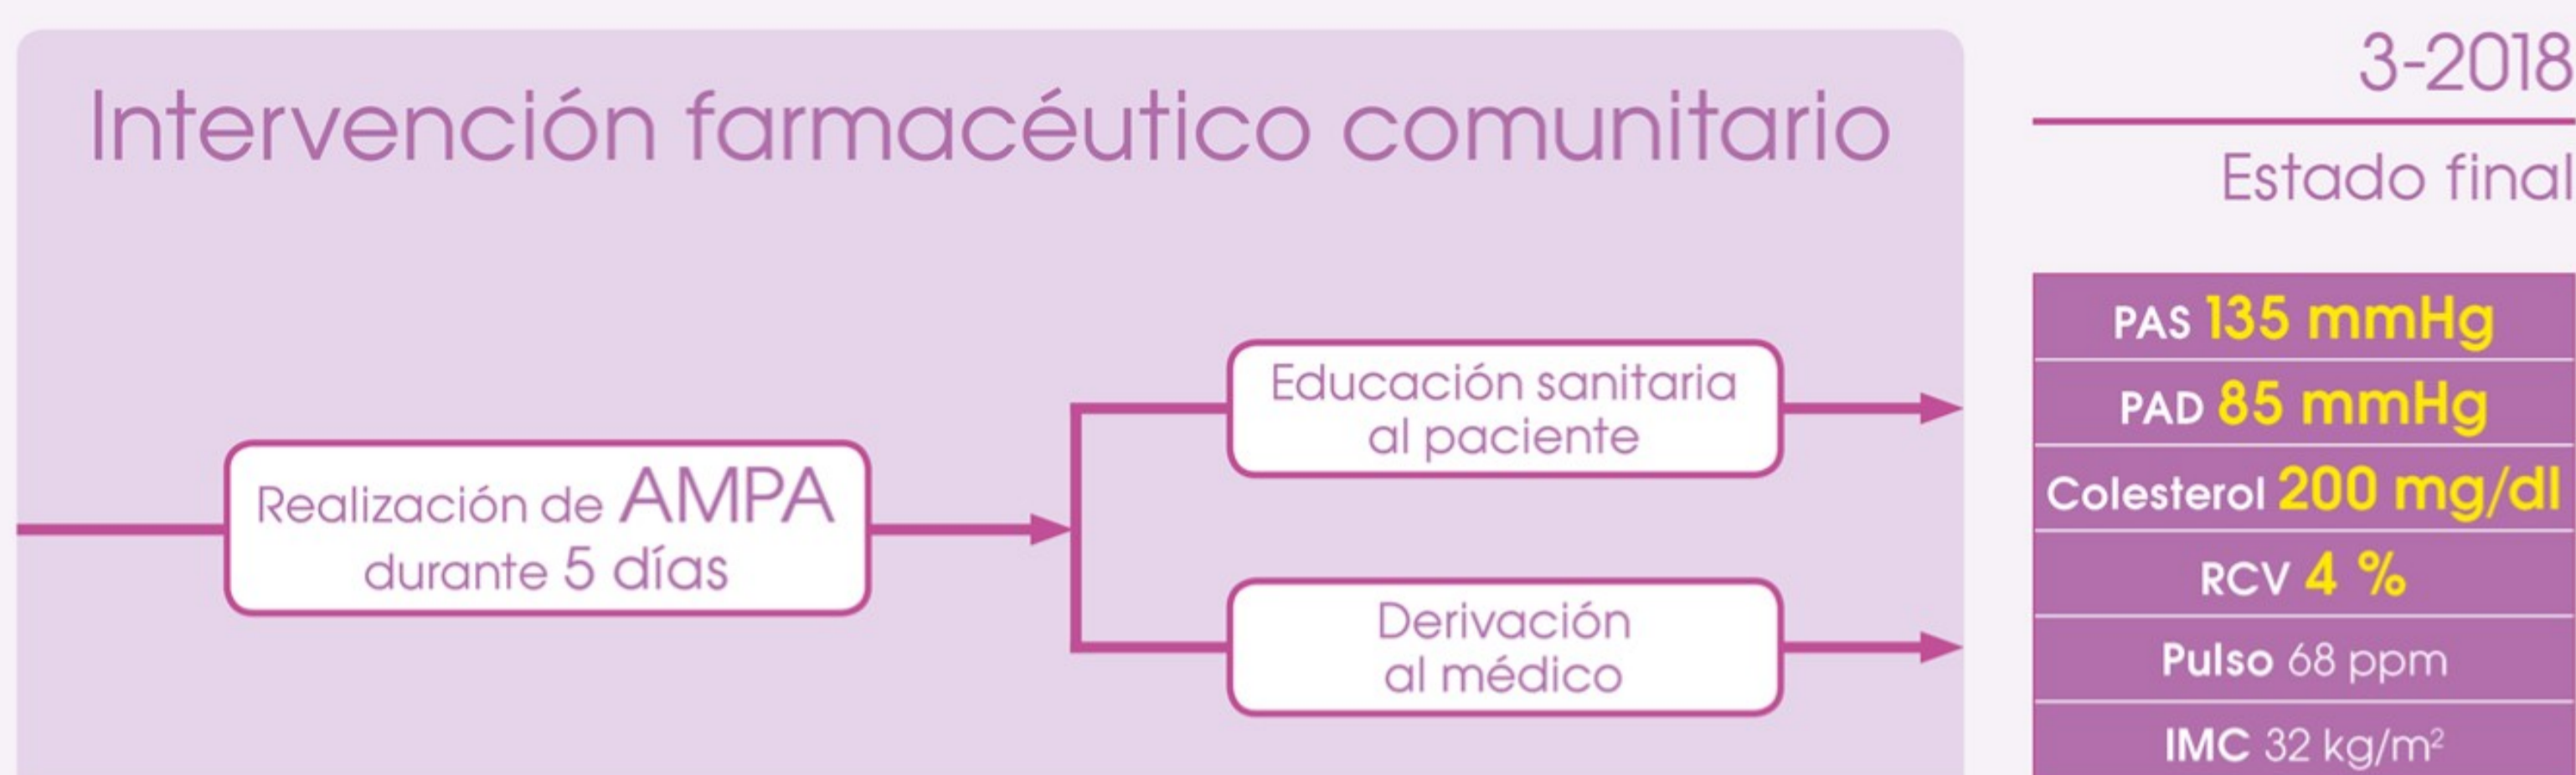 Intervención farmacéutico comunitario
Realización de AMPA
durante 5 días
Educación sanitaria
al paciente
Derivación
al médico
3-2018
Estado final
PAS 135 mmHg
PAD 85 mmHg
Colesterol 200 mg/dl
RCV 4 %
Pulso 68 ppm
IMC 32 kg/m²